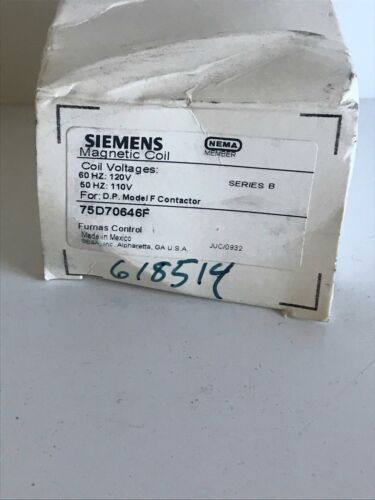 SIEMENS
NEMA
Magnetic Coil
MEMBER
Coil Voltages:
60 HZ: 120V
SERIES B
50 HZ: 110V
For: D.P. Model F Contactor
75D70646F
Furnas Control
Made in Mexico
Inc. Alpharetta, GA U.S.A.
JUC/0932
618514